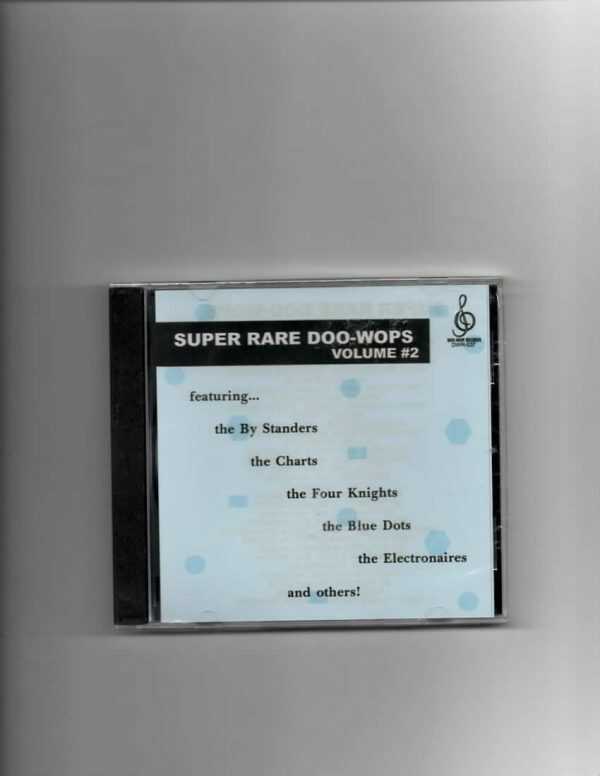 SUPER RARE DOO-WOPS
VOLUME #2
featuring...
the By Standers
the Charts
the Four Knights
the Blue Dots
the Electronaires
and others!